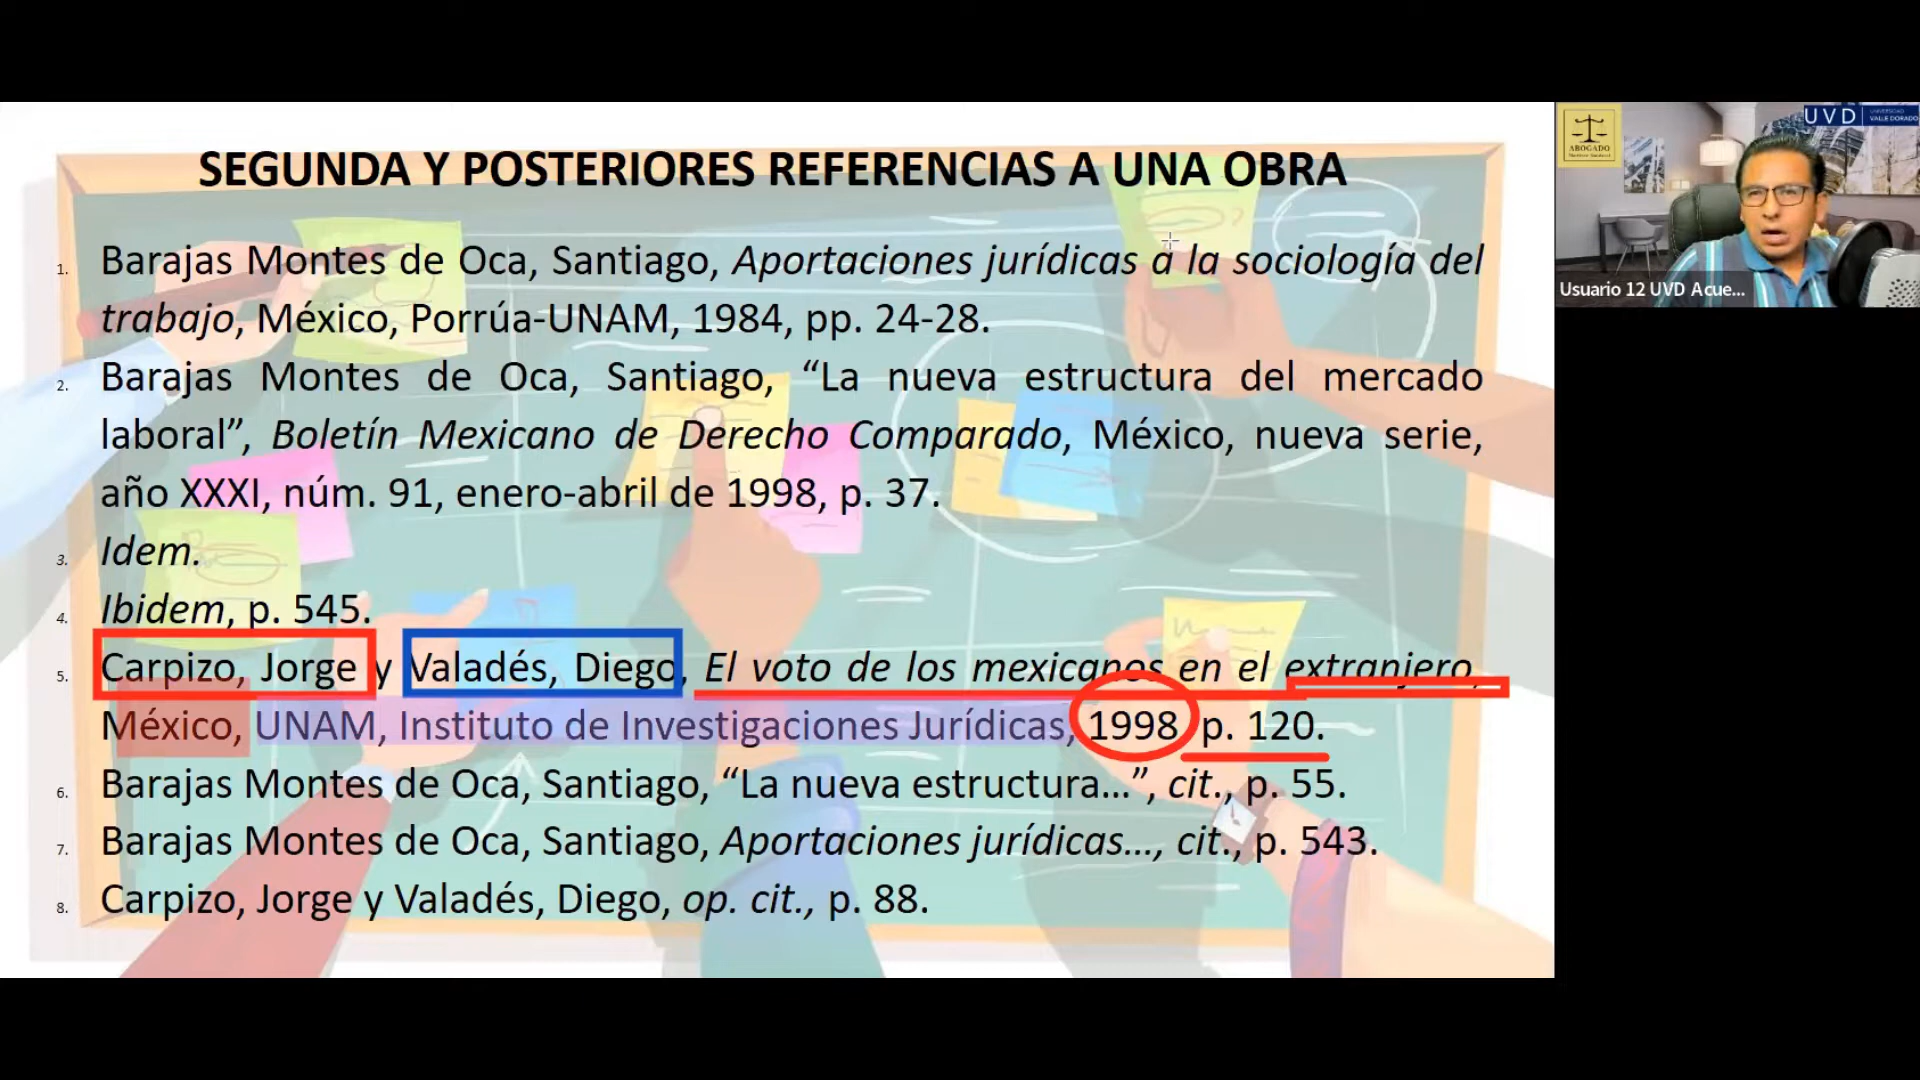 SEGUNDA Y POSTERIORES REFERENCIAS A UNA OBRA
1. Barajas Montes de Oca, Santiago, Aportaciones jurídicas a la sociología del
trabajo, México, Porrúa-UNAM, 1984, pp. 24-28.
2. Barajas Montes de Oca, Santiago, “La nueva estructura del mercado
laboral”, Boletín Mexicano de Derecho Comparado, México, nueva serie,
año XXXI, núm. 91, enero-abril de 1998, p. 37.
3. Idem.
4. Ibidem, p. 545.
5. Carpizo, Jorge y Valadés, Diego, El voto de los mexicanos en el extranjero,
México, UNAM, Instituto de Investigaciones Jurídicas, 1998 p. 120.
6. Barajas Montes de Oca, Santiago, “La nueva estructura...”, cit., p. 55.
7. Barajas Montes de Oca, Santiago, Aportaciones jurídicas..., cit., p. 543.
8. Carpizo, Jorge y Valadés, Diego, op. cit., p. 88.
ABOGADO
UVD
UNIVERSIDAD
VALLE DORADO
Usuario 12 UVD Acue...